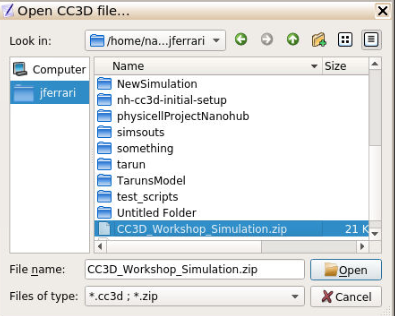 Open CC3D file...
Look in: /home/na...jferrari
Computer
jferrari
Name Size
NewSimulation
nh-cc3d-initial-setup
physicellProjectNanohub
simsouts
something
tarun
TarunsModel
test_scripts
Untitled Folder
CC3D_Workshop_Simulation.zip 21 K
File name: CC3D_Workshop_Simulation.zip Open
Files of type: *.cc3d ; *.zip Cancel